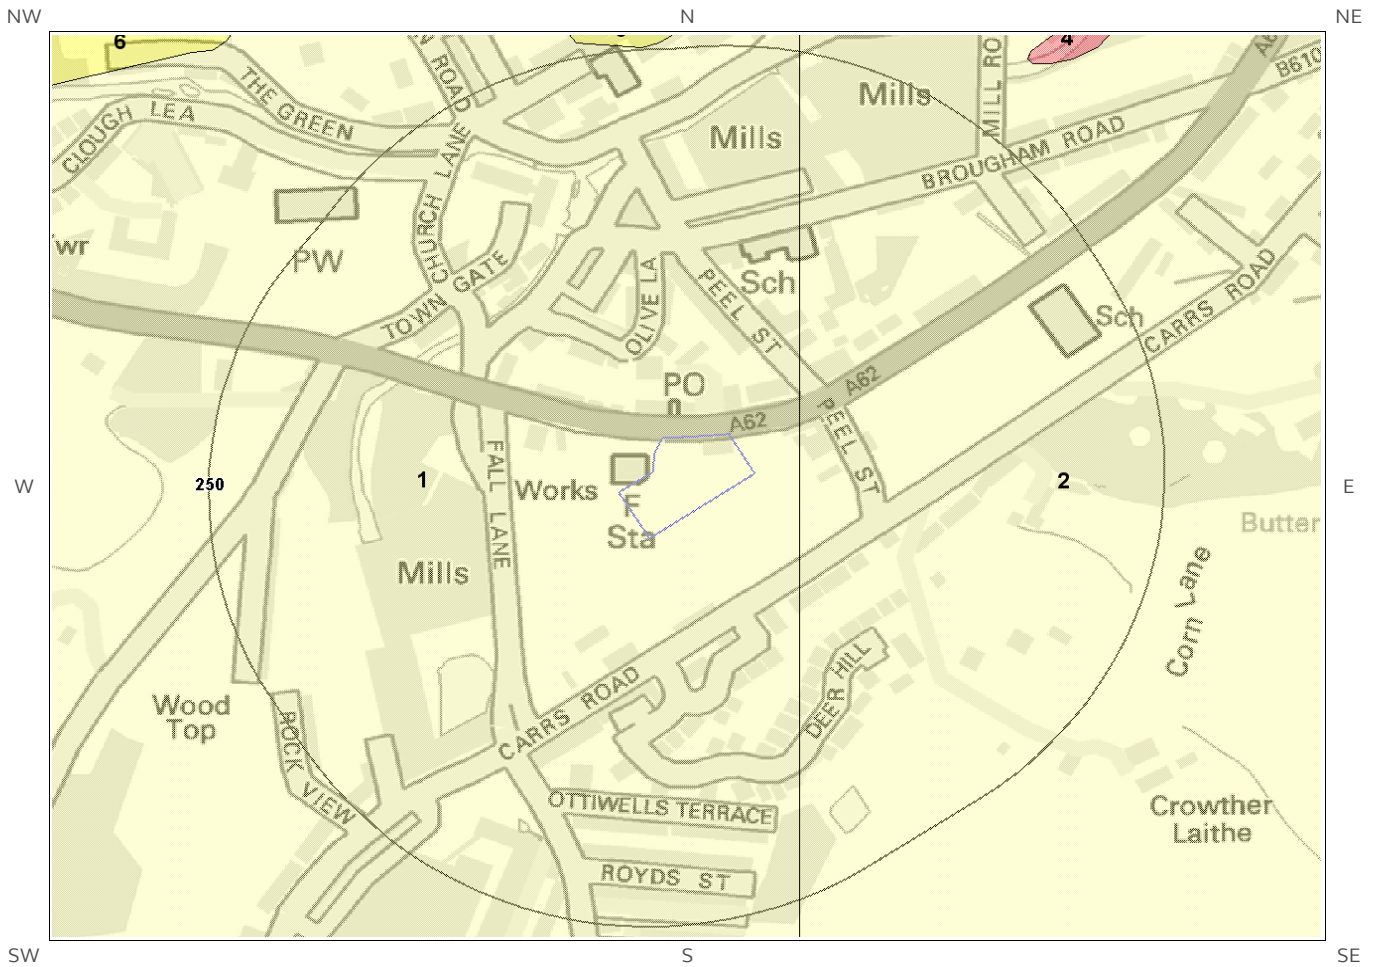 NW
N
NE
6
4
N ROAD
MILL RO
A6
B610
THE GREEN
CLOUGH LEA
Mills
Mills
BROUGHAM ROAD
CHURCH LANE
wr
PW
TOWN GATE
OLIVE LA
PEEL ST
Sch
Sch
CARRS ROAD
PO
A62
A62
PEEL ST
W
250
1
FALL LANE
Works
F
Sta
2
E
Butter
Mills
Corn Lane
Wood
Top
ROCK VIEW
CARRS ROAD
DEER HILL
OTTIWELLS TERRACE
Crowther
Laithe
ROYDS ST
SW
S
SE